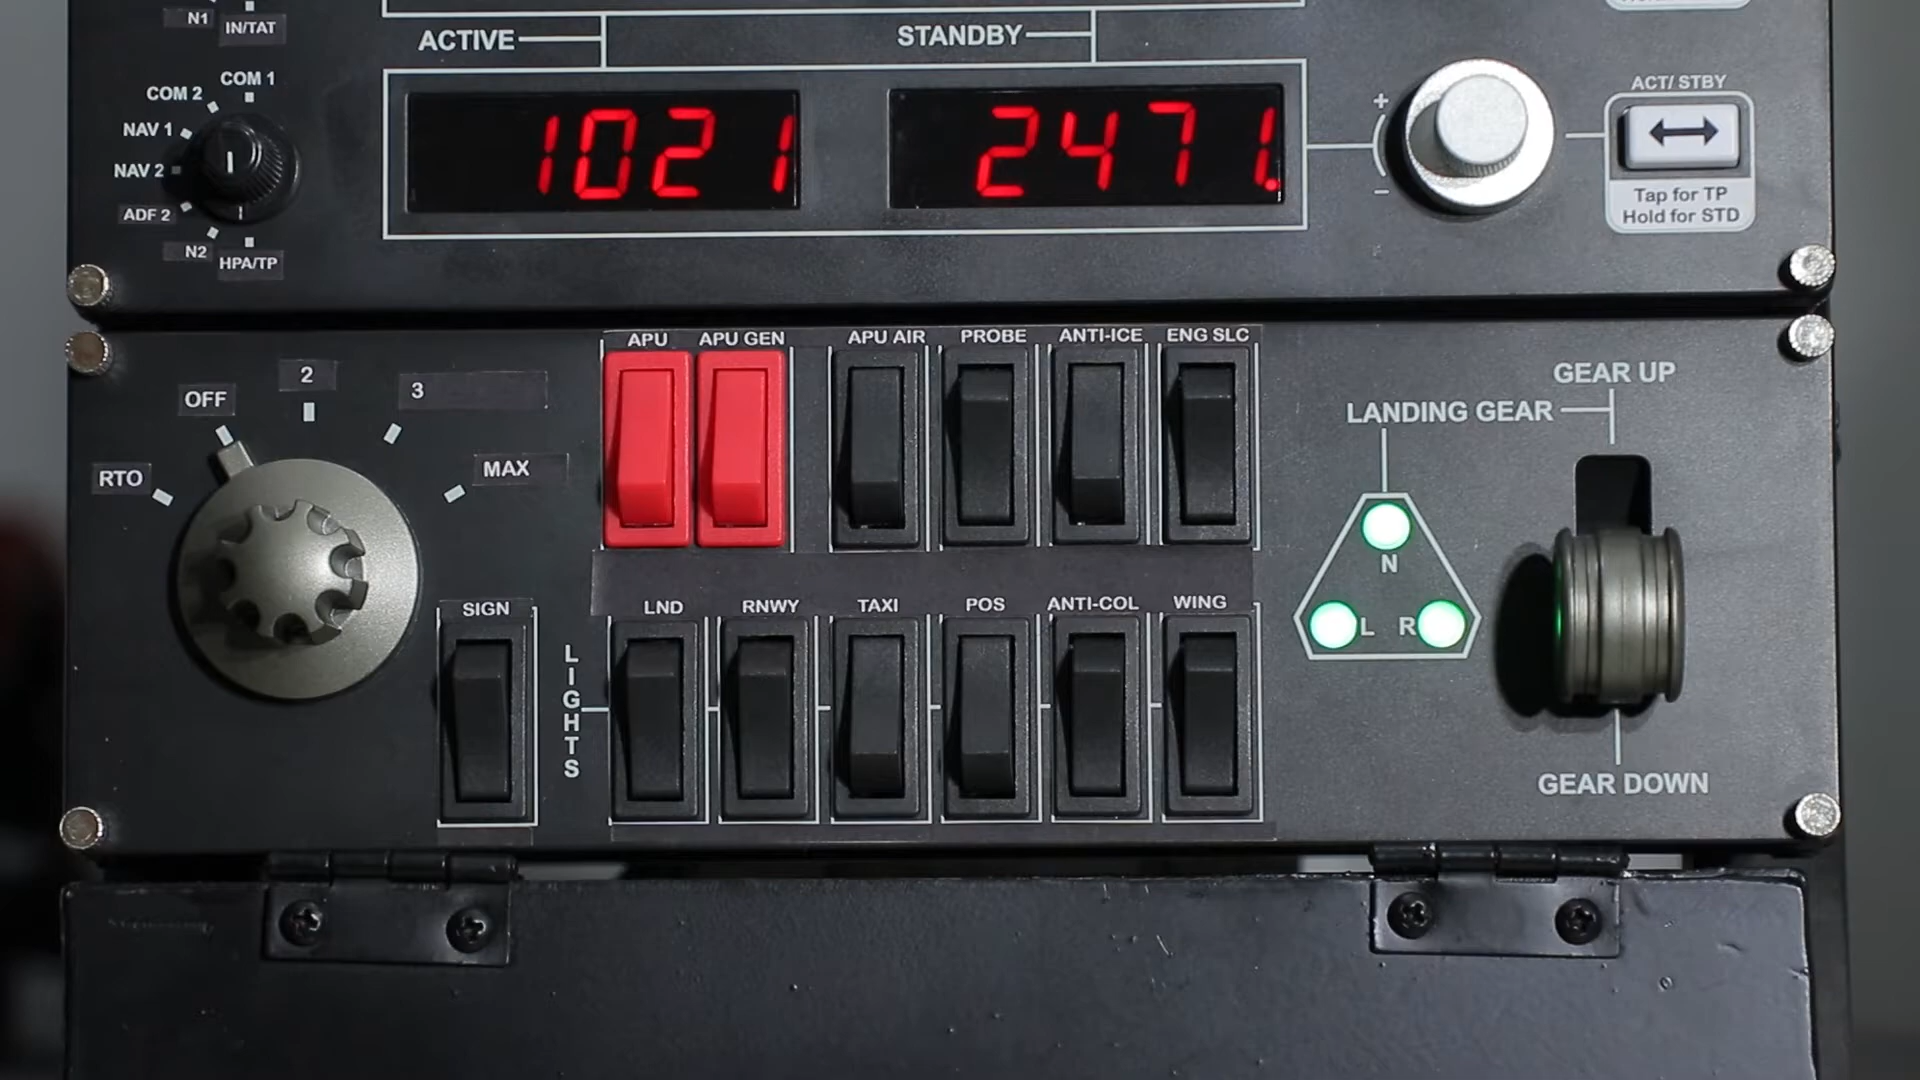 N1
IN/TAT
ACTIVE
STANDBY
COM 1
COM 2
NAV 1
NAV 2
ADF 2
N2
HPA/TP
1021
2471.
+
-
ACT/ STBY
Tap for TP
Hold for STD
APU
APU GEN
APU AIR
PROBE
ANTI-ICE
ENG SLC
RTO
OFF
2
3
MAX
GEAR UP
LANDING GEAR
N
L
R
GEAR DOWN
SIGN
LIGHTS
LND
RNWY
TAXI
POS
ANTI-COL
WING